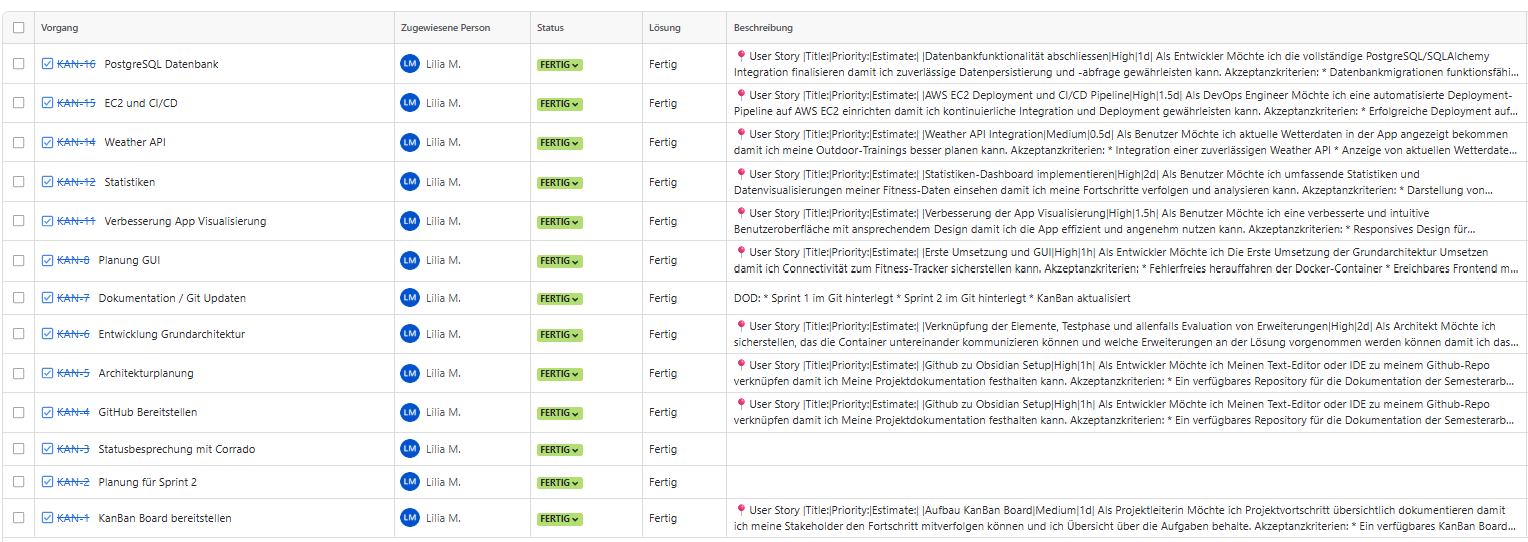 Vorgang Zugewiesene Person Status Lösung Beschreibung
KAN-16 PostgreSQL Datenbank LM Lilia M. FERTIG Fertig User Story |Title:|Priority:|Estimate:| |Datenbankfunktionalität abschliessen|High|1d| Als Entwickler Möchte ich die vollständige PostgreSQL/SQLAlchemy
Integration finalisieren damit ich zuverlässige Datenpersistierung und -abfrage gewährleisten kann. Akzeptanzkriterien: * Datenbankmigrationen funktionsfähi...
KAN-15 EC2 und CI/CD LM Lilia M. FERTIG Fertig User Story |Title:|Priority:|Estimate:| |AWS EC2 Deployment und CI/CD Pipeline|High|1.5d| Als DevOps Engineer Möchte ich eine automatisierte Deployment-
Pipeline auf AWS EC2 einrichten damit ich kontinuierliche Integration und Deployment gewährleisten kann. Akzeptanzkriterien: * Erfolgreiche Deployment auf...
KAN-14 Weather API LM Lilia M. FERTIG Fertig User Story |Title:|Priority:|Estimate:| |Weather API Integration|Medium|0.5d| Als Benutzer Möchte ich aktuelle Wetterdaten in der App angezeigt bekommen
damit ich meine Outdoor-Trainings besser planen kann. Akzeptanzkriterien: * Integration einer zuverlässigen Weather API * Anzeige von aktuellen Wetterdate...
KAN-12 Statistiken LM Lilia M. FERTIG Fertig User Story |Title:|Priority:|Estimate:| |Statistiken-Dashboard implementieren|High|2d| Als Benutzer Möchte ich umfassende Statistiken und
Datenvisualisierungen meiner Fitness-Daten einsehen damit ich meine Fortschritte verfolgen und analysieren kann. Akzeptanzkriterien: * Darstellung von...
KAN-11 Verbesserung App Visualisierung LM Lilia M. FERTIG Fertig User Story |Title:|Priority:|Estimate:| |Verbesserung der App Visualisierung|High|1.5h| Als Benutzer Möchte ich eine verbesserte und intuitive
Benutzeroberfläche mit ansprechendem Design damit ich die App effizient und angenehm nutzen kann. Akzeptanzkriterien: * Responsives Design für...
KAN-8 Planung GUI LM Lilia M. FERTIG Fertig User Story |Title:|Priority:|Estimate:| |Erste Umsetzung und GUI|High|1h| Als Entwickler Möchte ich Die Erste Umsetzung der Grundarchitektur Umsetzen
damit ich Connectivität zum Fitness-Tracker sicherstellen kann. Akzeptanzkriterien: * Fehlerfreies herauffahren der Docker-Container * Ereichbares Frontend m...
KAN-7 Dokumentation / Git Updaten LM Lilia M. FERTIG Fertig DOD: * Sprint 1 im Git hinterlegt * Sprint 2 im Git hinterlegt * KanBan aktualisiert
KAN-6 Entwicklung Grundarchitektur LM Lilia M. FERTIG Fertig User Story |Title:|Priority:|Estimate:| |Verknüpfung der Elemente, Testphase und allenfalls Evaluation von Erweiterungen|High|2d| Als Architekt Möchte ich
sicherstellen, das die Container untereinander kommunizieren können und welche Erweiterungen an der Lösung vorgenommen werden können damit ich das...
KAN-5 Architekturplanung LM Lilia M. FERTIG Fertig User Story |Title:|Priority:|Estimate:| |Github zu Obsidian Setup|High|1h| Als Entwickler Möchte ich Meinen Text-Editor oder IDE zu meinem Github-Repo
verknüpfen damit ich Meine Projektdokumentation festhalten kann. Akzeptanzkriterien: * Ein verfügbares Repository für die Dokumentation der Semesterarb...
KAN-4 GitHub Bereitstellen LM Lilia M. FERTIG Fertig User Story |Title:|Priority:|Estimate:| |Github zu Obsidian Setup|High|1h| Als Entwickler Möchte ich Meinen Text-Editor oder IDE zu meinem Github-Repo
verknüpfen damit ich Meine Projektdokumentation festhalten kann. Akzeptanzkriterien: * Ein verfügbares Repository für die Dokumentation der Semesterarb...
KAN-3 Statusbesprechung mit Corrado LM Lilia M. FERTIG Fertig
KAN-2 Planung für Sprint 2 LM Lilia M. FERTIG Fertig
KAN-1 KanBan Board bereitstellen LM Lilia M. FERTIG Fertig User Story |Title:|Priority:|Estimate:| |Aufbau KanBan Board|Medium|1d| Als Projektleiterin Möchte ich Projektvortschritt übersichtlich dokumentieren damit
ich meine Stakeholder den Fortschritt mitverfolgen können und ich Übersicht über die Aufgaben behalte. Akzeptanzkriterien: * Ein verfügbares KanBan Board...